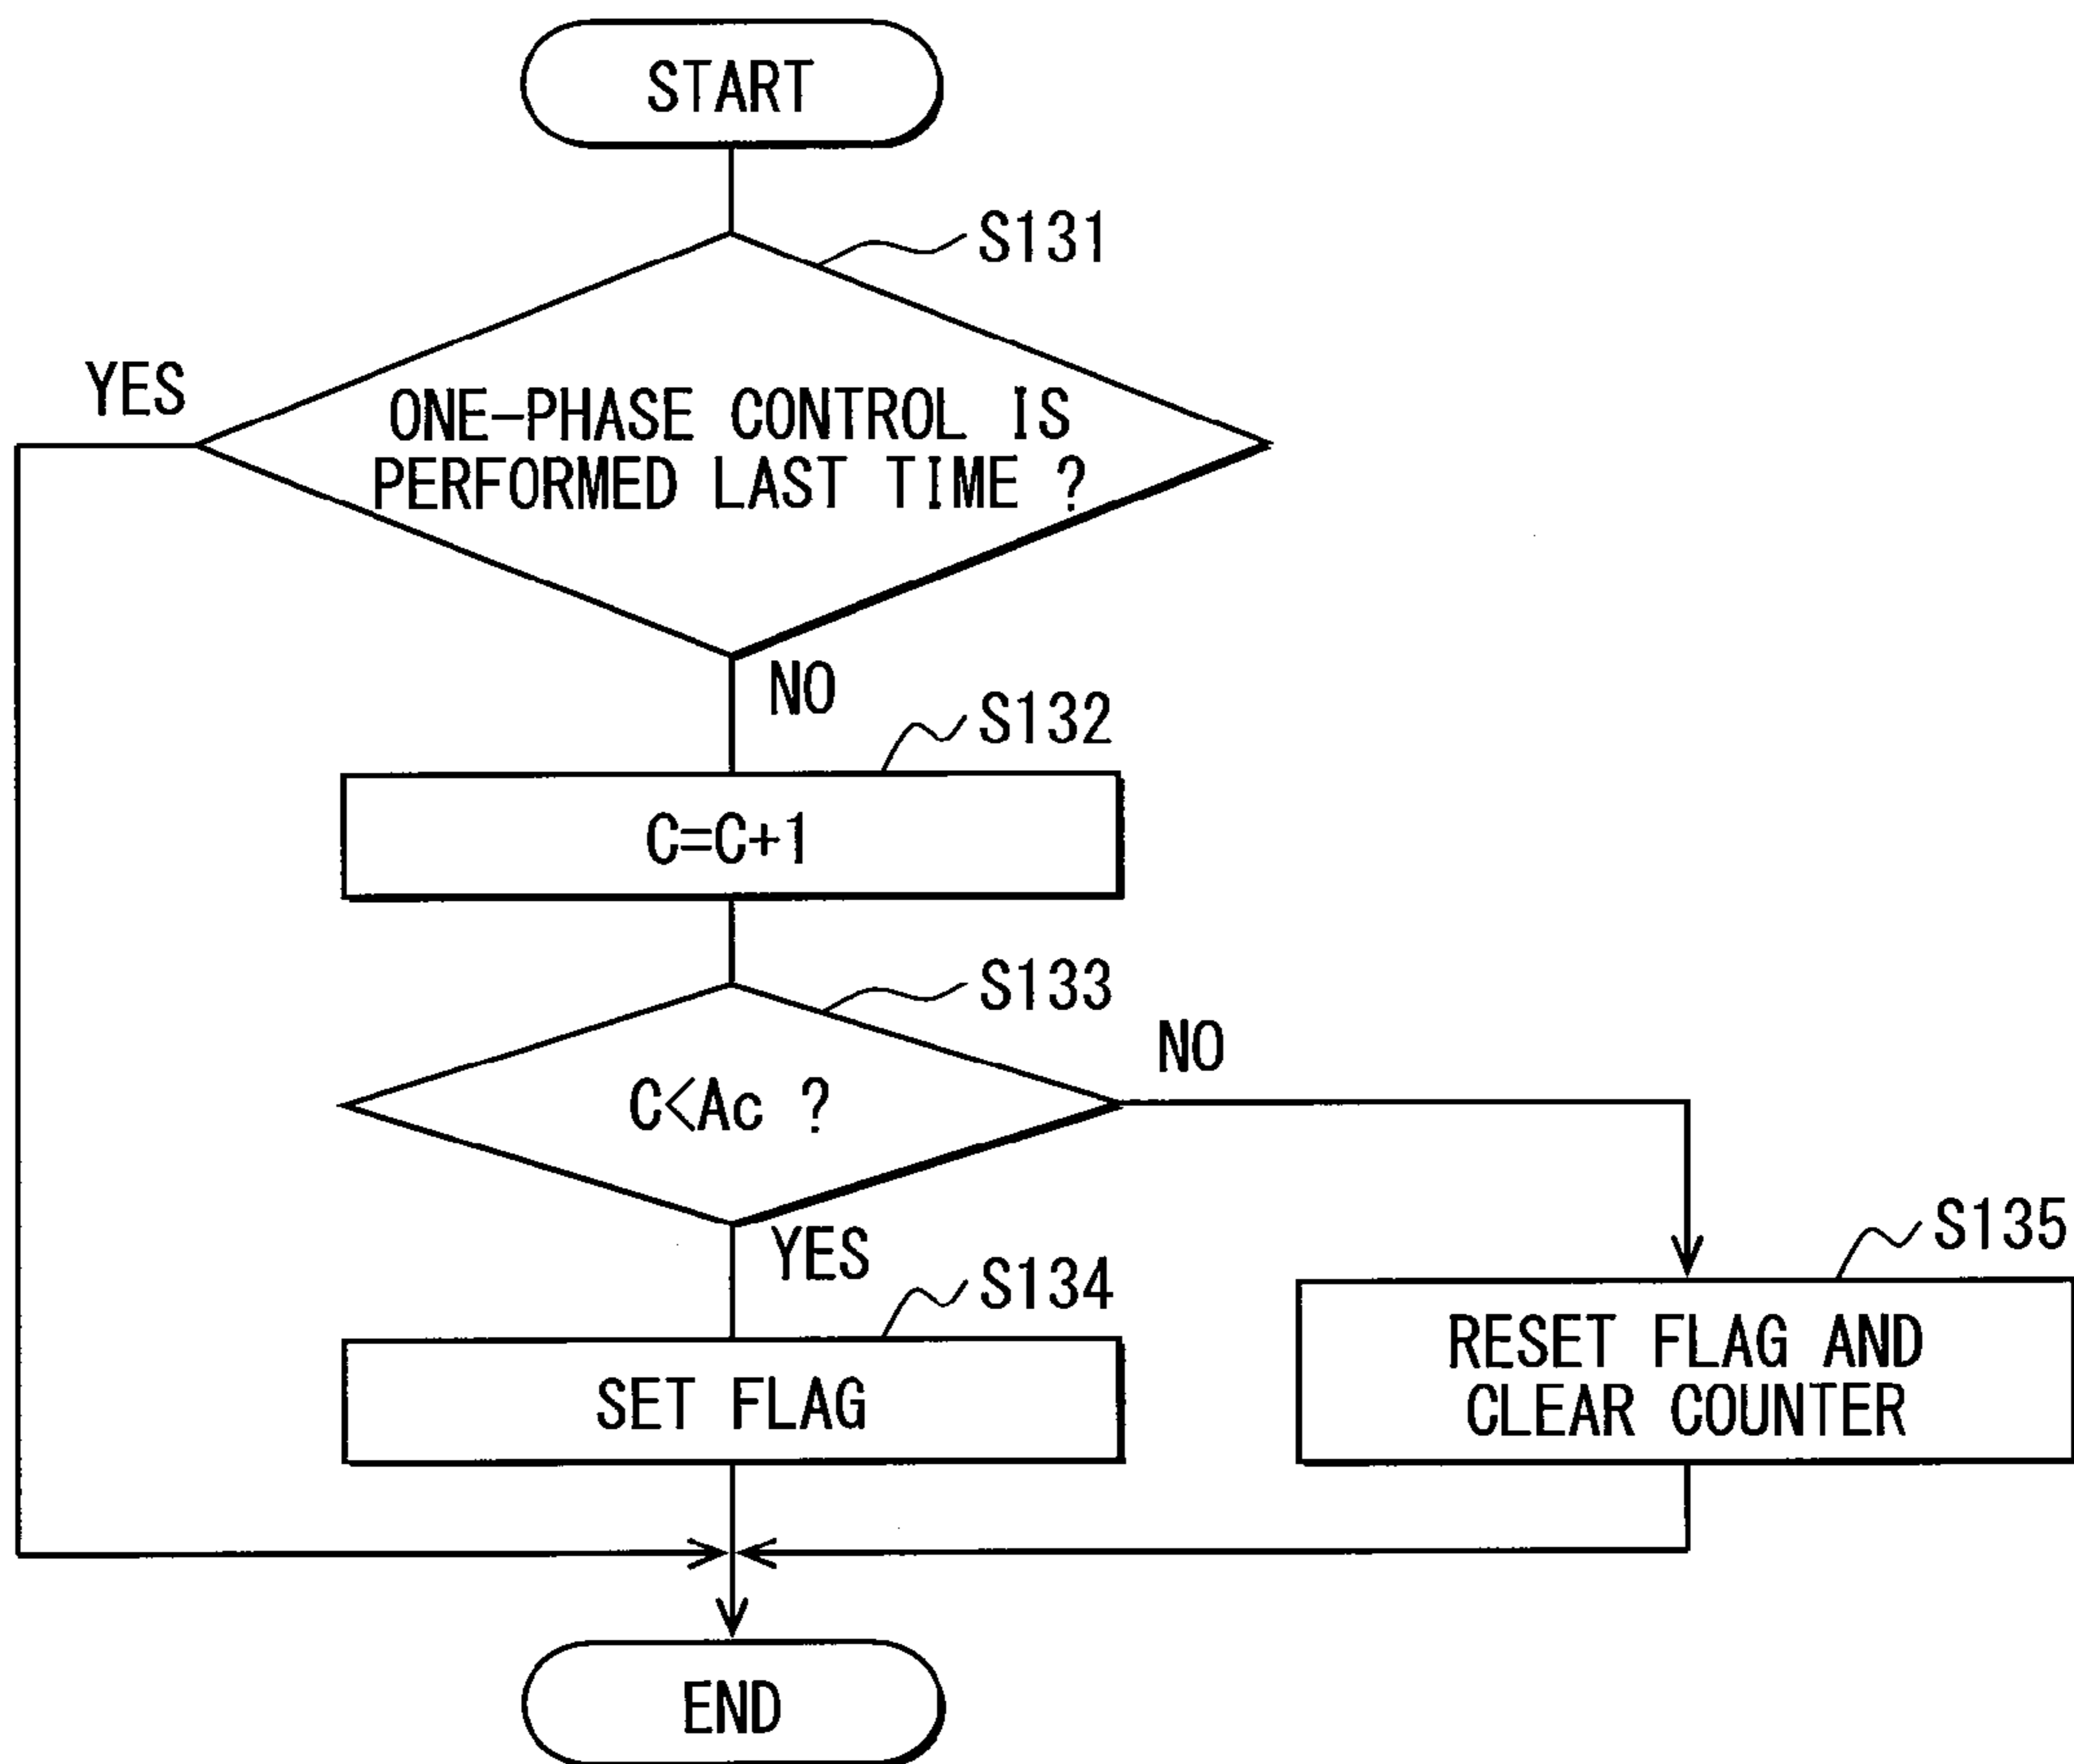 START
S131
YES
ONE-PHASE CONTROL IS
PERFORMED LAST TIME ?
NO
S132
C=C+1
S133
NO
C<Ac ?
YES
S134
S135
SET FLAG
RESET FLAG AND
CLEAR COUNTER
END